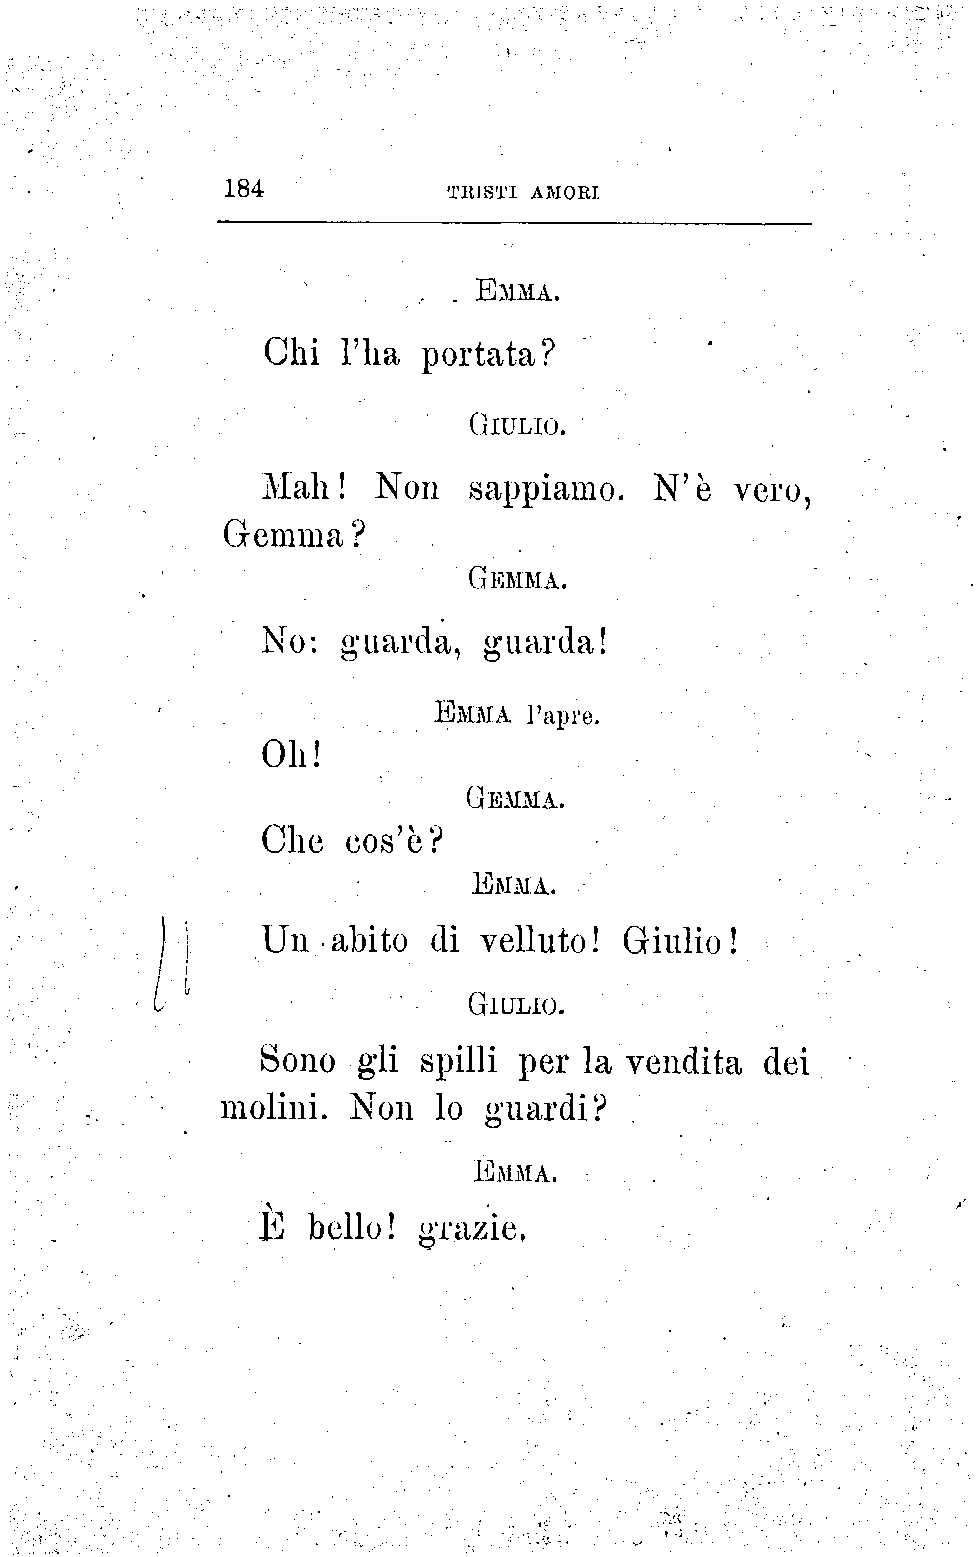 184 TRISTI AMORI
EMMA.
Chi l'ha portata?
GIULIO.
Mah! Non sappiamo. N'è vero,
Gemma?
GEMMA.
No: guarda, guarda!
EMMA l'apre.
Oh!
GEMMA.
Che cos'è?
EMMA.
Un abito di velluto! Giulio!
GIULIO.
Sono gli spilli per la vendita dei
molini. Non lo guardi?
EMMA.
È bello! grazie.